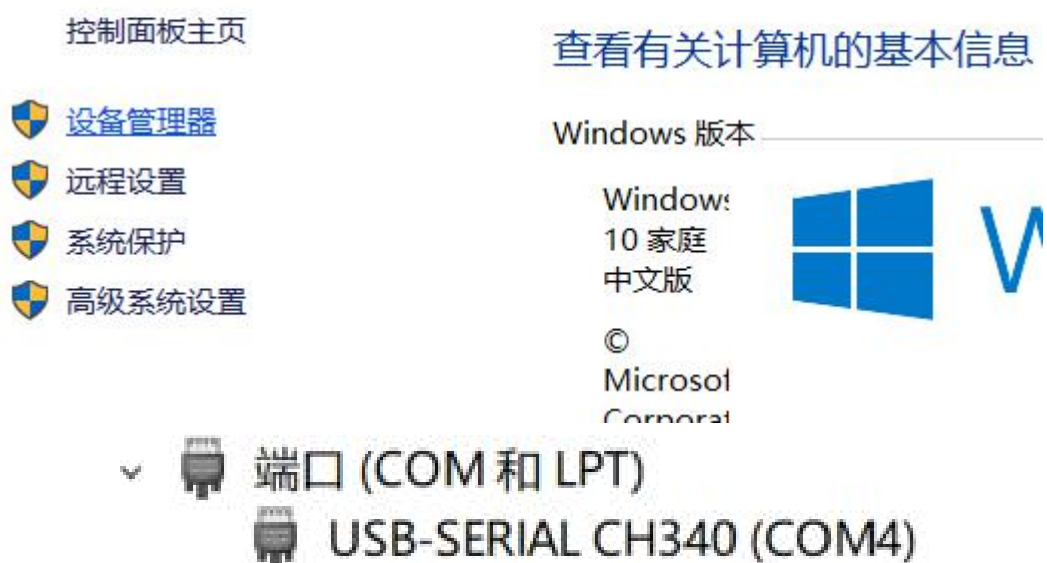 控制面板主页
设备管理器
远程设置
系统保护
高级系统设置
查看有关计算机的基本信息
Windows 版本
Windows
10 家庭
中文版
©
Microsof
Corporat
W
端口 (COM 和 LPT)
USB-SERIAL CH340 (COM4)